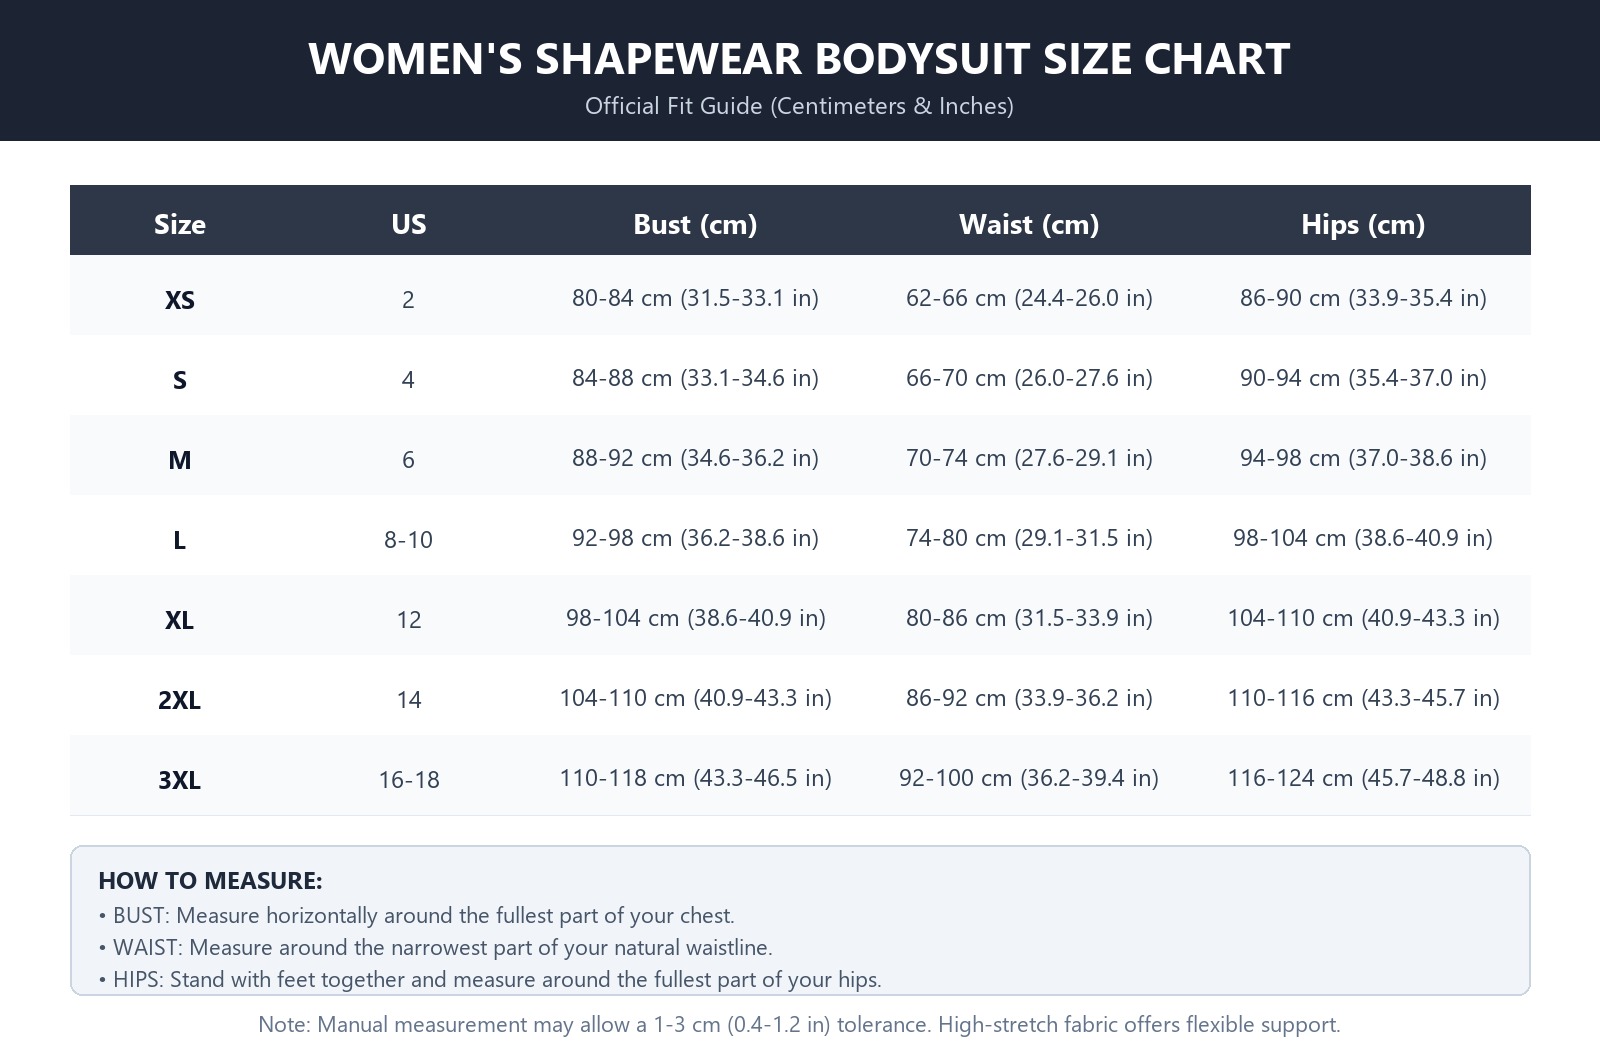 WOMEN'S SHAPEWEAR BODYSUIT SIZE CHART
Official Fit Guide (Centimeters & Inches)
Size US Bust (cm) Waist (cm) Hips (cm)
XS 2 80-84 cm (31.5-33.1 in) 62-66 cm (24.4-26.0 in) 86-90 cm (33.9-35.4 in)
S 4 84-88 cm (33.1-34.6 in) 66-70 cm (26.0-27.6 in) 90-94 cm (35.4-37.0 in)
M 6 88-92 cm (34.6-36.2 in) 70-74 cm (27.6-29.1 in) 94-98 cm (37.0-38.6 in)
L 8-10 92-98 cm (36.2-38.6 in) 74-80 cm (29.1-31.5 in) 98-104 cm (38.6-40.9 in)
XL 12 98-104 cm (38.6-40.9 in) 80-86 cm (31.5-33.9 in) 104-110 cm (40.9-43.3 in)
2XL 14 104-110 cm (40.9-43.3 in) 86-92 cm (33.9-36.2 in) 110-116 cm (43.3-45.7 in)
3XL 16-18 110-118 cm (43.3-46.5 in) 92-100 cm (36.2-39.4 in) 116-124 cm (45.7-48.8 in)
HOW TO MEASURE:
• BUST: Measure horizontally around the fullest part of your chest.
• WAIST: Measure around the narrowest part of your natural waistline.
• HIPS: Stand with feet together and measure around the fullest part of your hips.
Note: Manual measurement may allow a 1-3 cm (0.4-1.2 in) tolerance. High-stretch fabric offers flexible support.